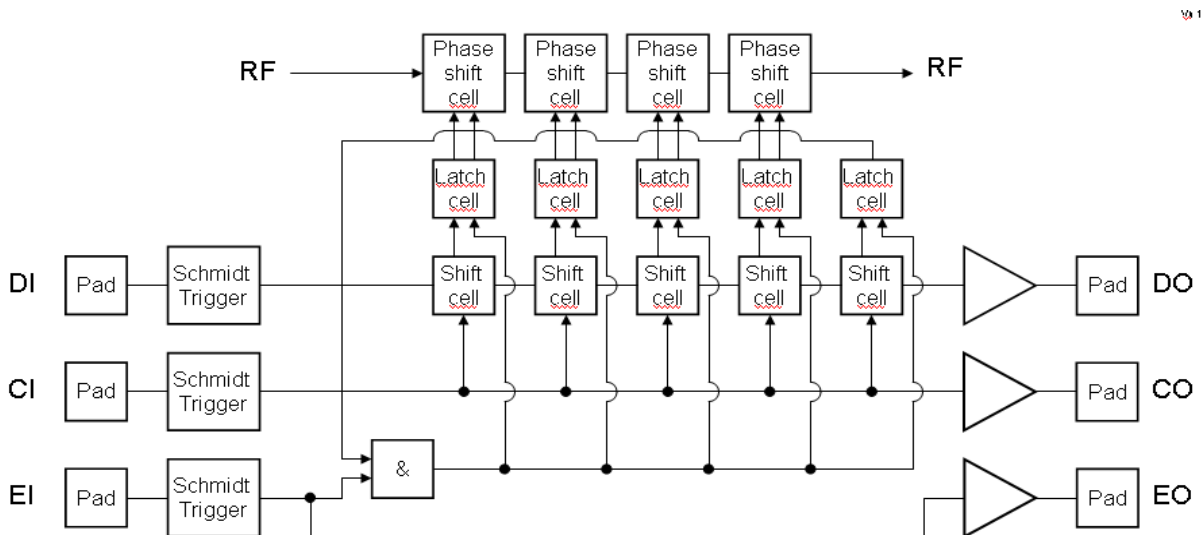 RF
Phase shift cell
Phase shift cell
Phase shift cell
Phase shift cell
RF
Latch cell
Latch cell
Latch cell
Latch cell
Latch cell
DI
Pad
Schmidt Trigger
Shift cell
Shift cell
Shift cell
Shift cell
Shift cell
Pad
DO
CI
Pad
Schmidt Trigger
Pad
CO
EI
Pad
Schmidt Trigger
&
Pad
EO